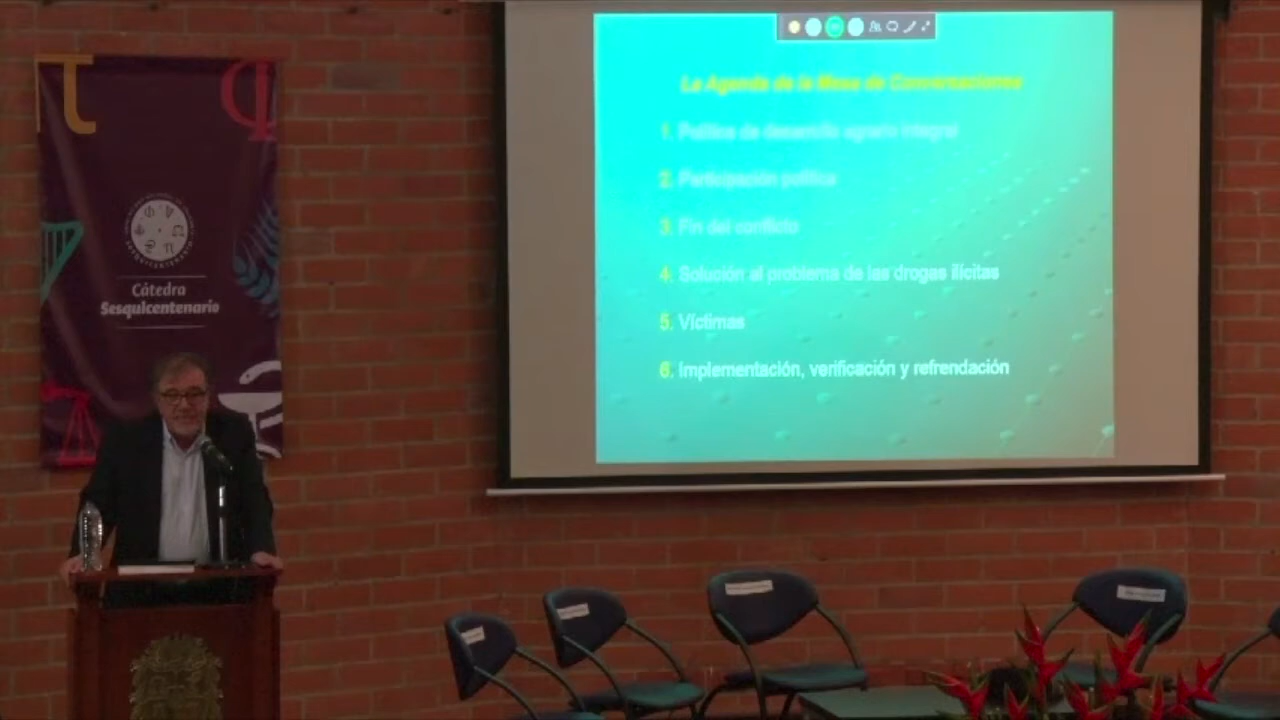 Cátedra
Sesquicentenario
La Agenda de la Mesa de Conversaciones
1. Política de desarrollo agrario integral
2. Participación política
3. Fin del conflicto
4. Solución al problema de las drogas ilícitas
5. Víctimas
6. Implementación, verificación y refrendación